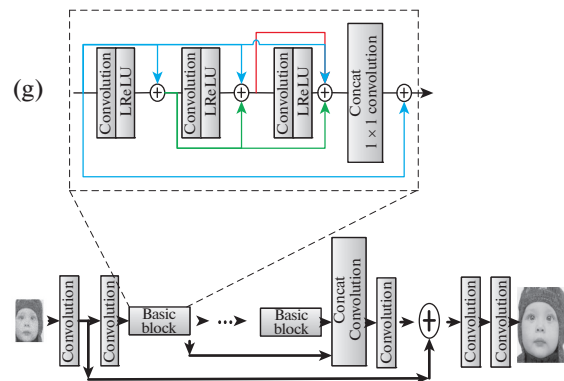 (g)
Convolution
LReLU
Convolution
LReLU
Convolution
LReLU
Concat
1 × 1 convolution
Convolution
Convolution
Basic
block
Basic
block
Concat
Convolution
Convolution
Convolution
Convolution